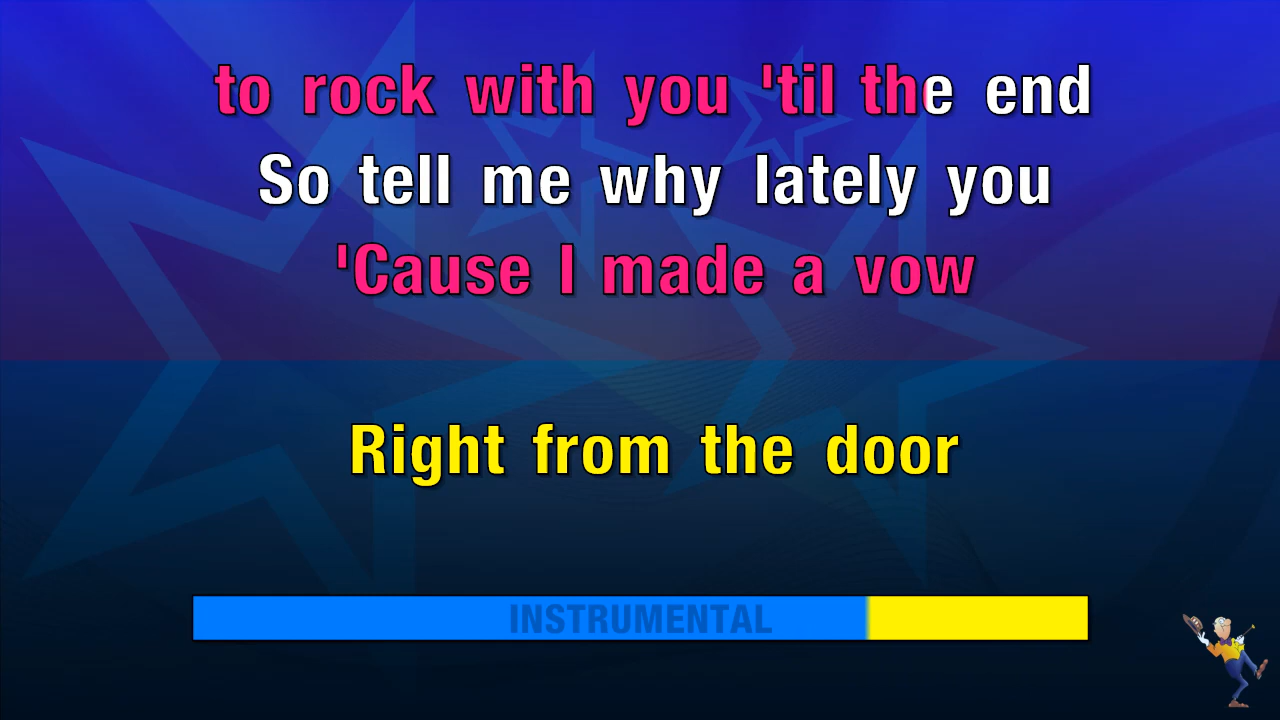 to rock with you 'til the end
So tell me why lately you
'Cause I made a vow
Right from the door
INSTRUMENTAL